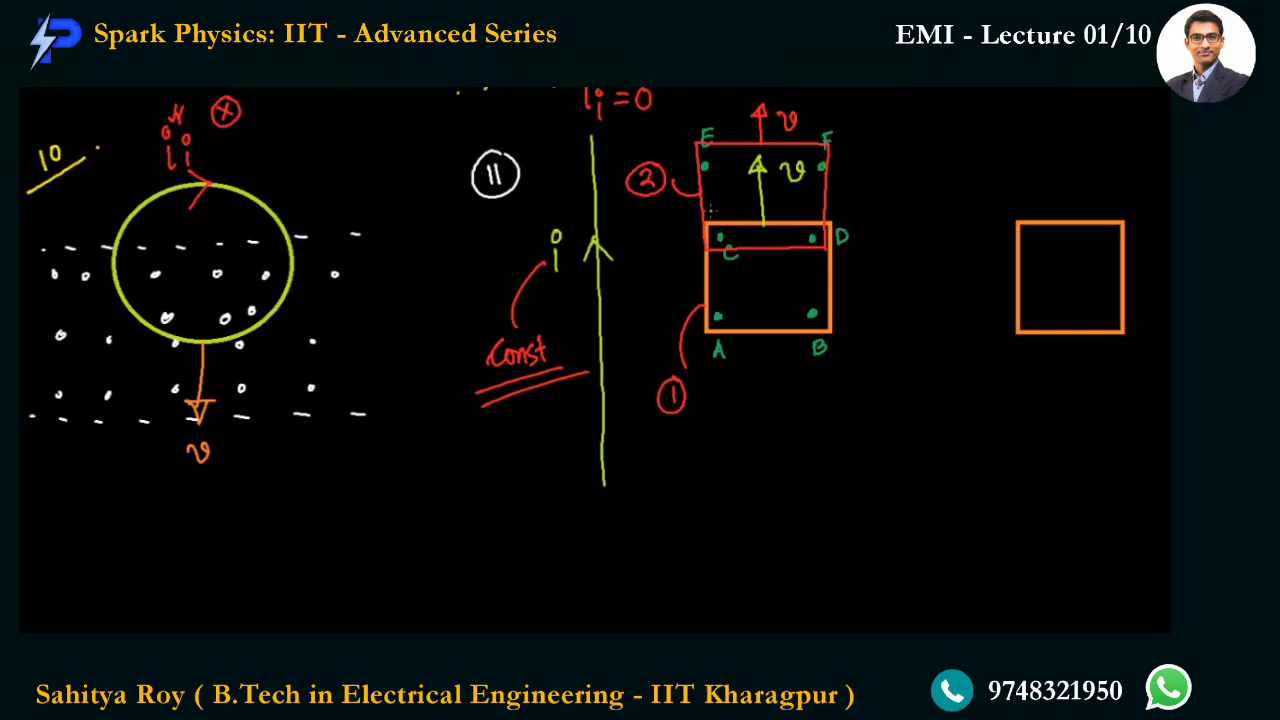 Spark Physics: IIT - Advanced Series
EMI - Lecture 01/10
10
i i
11
i
const
i = 0
v
v
E
F
2
C
D
A
B
1
v
Sahitya Roy ( B.Tech in Electrical Engineering - IIT Kharagpur )
9748321950